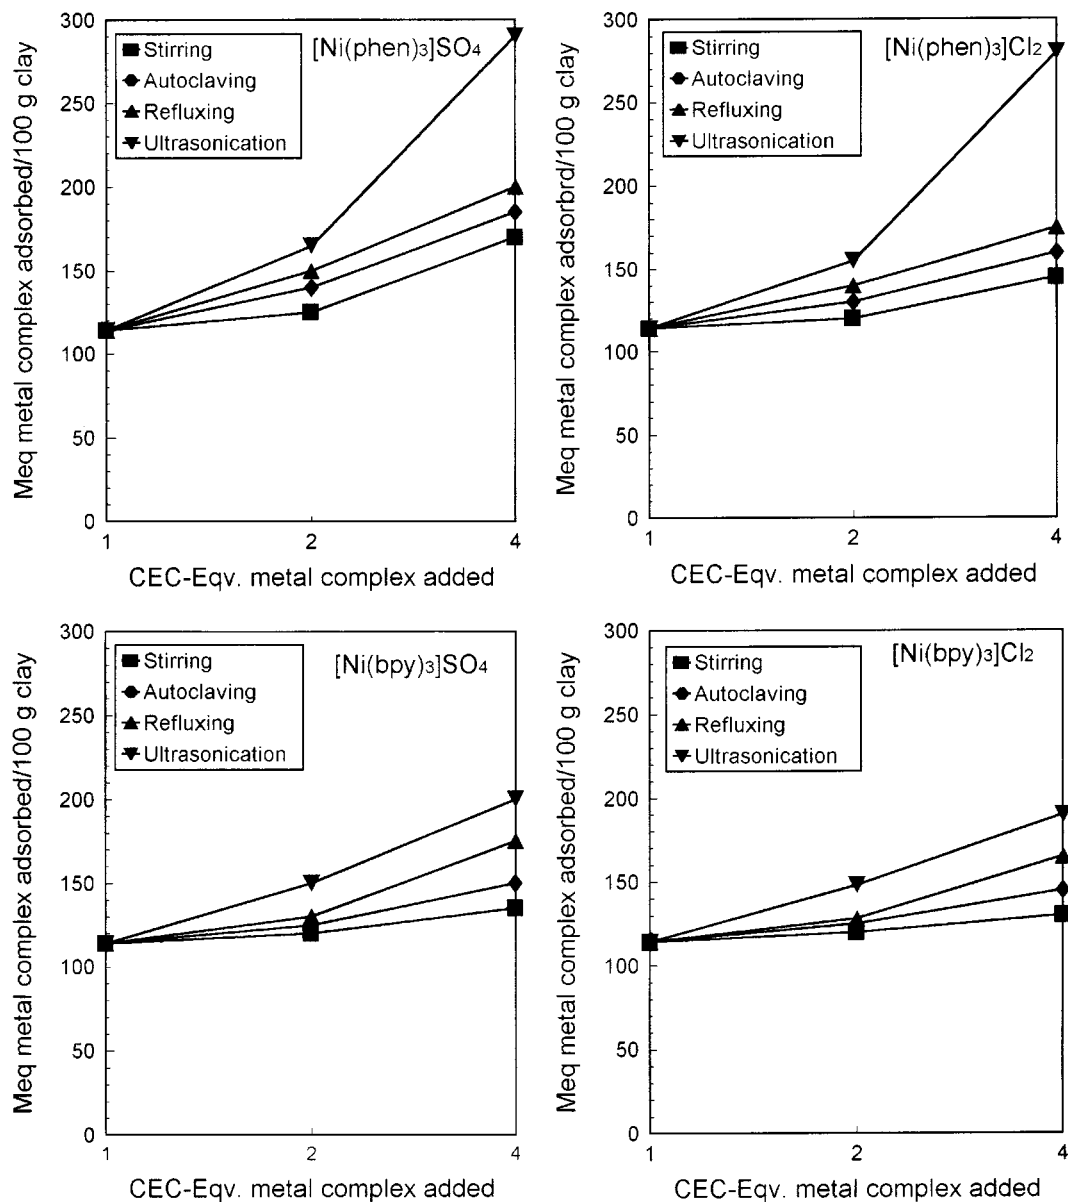 Meq metal complex adsorbed/100 g clay
300
250
200
150
100
50
0
Stirring
Autoclaving
Refluxing
Ultrasonication
[Ni(phen)₃]SO₄
1
2
4
CEC-Eqv. metal complex added
Meq metal complex adsorbrd/100 g clay
300
250
200
150
100
50
0
Stirring
Autoclaving
Refluxing
Ultrasonication
[Ni(phen)₃]Cl₂
1
2
4
CEC-Eqv. metal complex added
Meq metal complex adsorbed/100 g clay
300
250
200
150
100
50
0
Stirring
Autoclaving
Refluxing
Ultrasonication
[Ni(bpy)₃]SO₄
1
2
4
CEC-Eqv. metal complex added
Meq metal complex adsorbed/100 g clay
300
250
200
150
100
50
0
Stirring
Autoclaving
Refluxing
Ultrasonication
[Ni(bpy)₃]Cl₂
1
2
4
CEC-Eqv. metal complex added